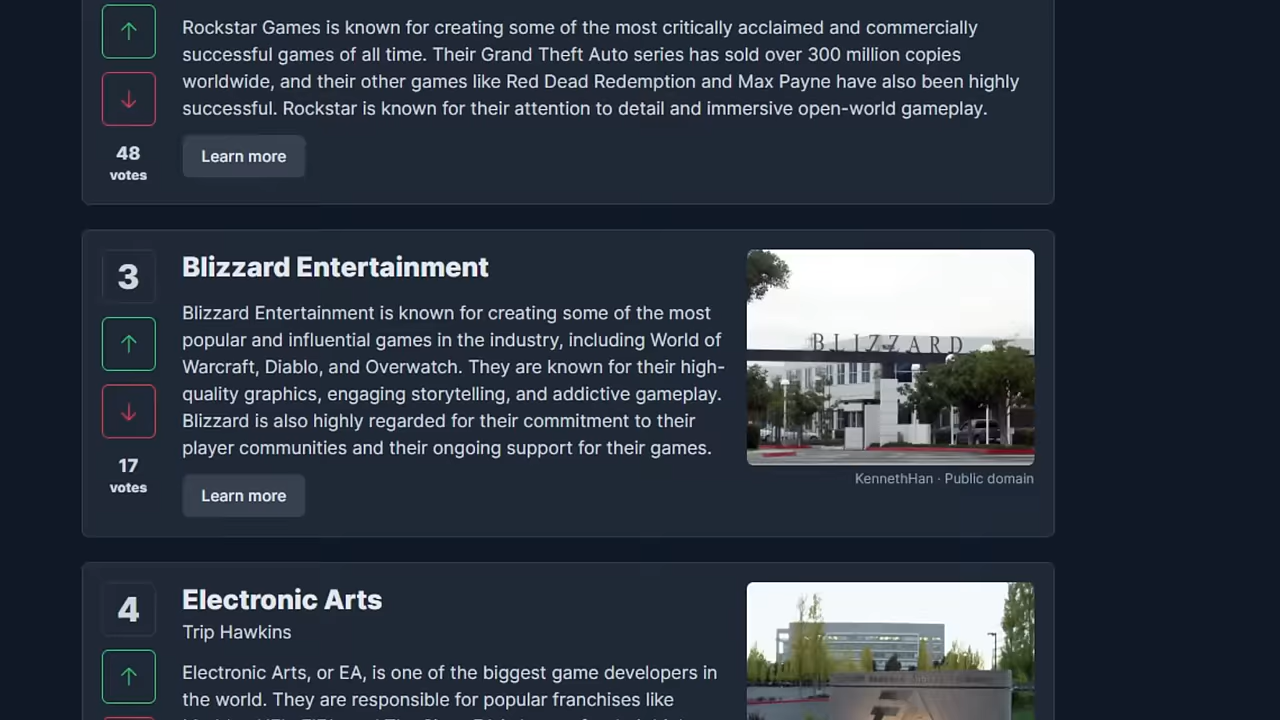 Rockstar Games is known for creating some of the most critically acclaimed and commercially
successful games of all time. Their Grand Theft Auto series has sold over 300 million copies
worldwide, and their other games like Red Dead Redemption and Max Payne have also been highly
successful. Rockstar is known for their attention to detail and immersive open-world gameplay.
48
votes
Learn more
3
Blizzard Entertainment
Blizzard Entertainment is known for creating some of the most
popular and influential games in the industry, including World of
Warcraft, Diablo, and Overwatch. They are known for their high-
quality graphics, engaging storytelling, and addictive gameplay.
Blizzard is also highly regarded for their commitment to their
player communities and their ongoing support for their games.
17
votes
Learn more
BLIZZARD
KennethHan · Public domain
4
Electronic Arts
Trip Hawkins
Electronic Arts, or EA, is one of the biggest game developers in
the world. They are responsible for popular franchises like